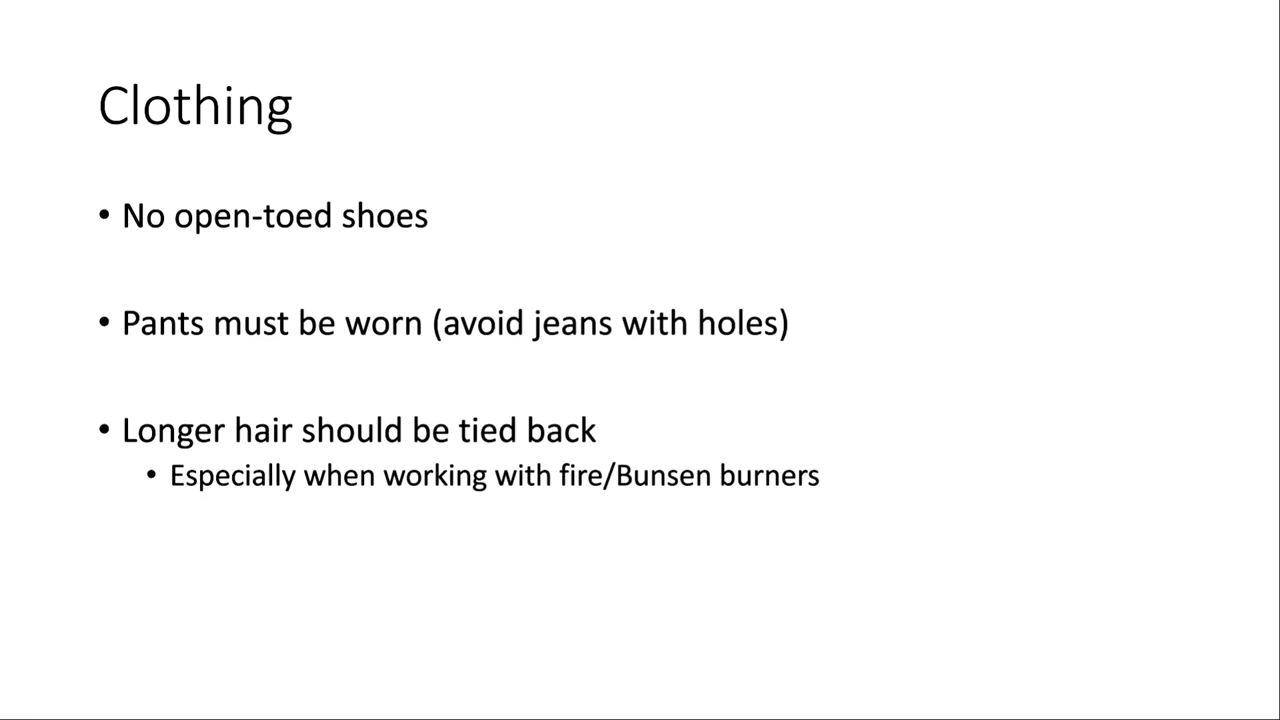 Clothing
• No open-toed shoes
• Pants must be worn (avoid jeans with holes)
• Longer hair should be tied back
• Especially when working with fire/Bunsen burners